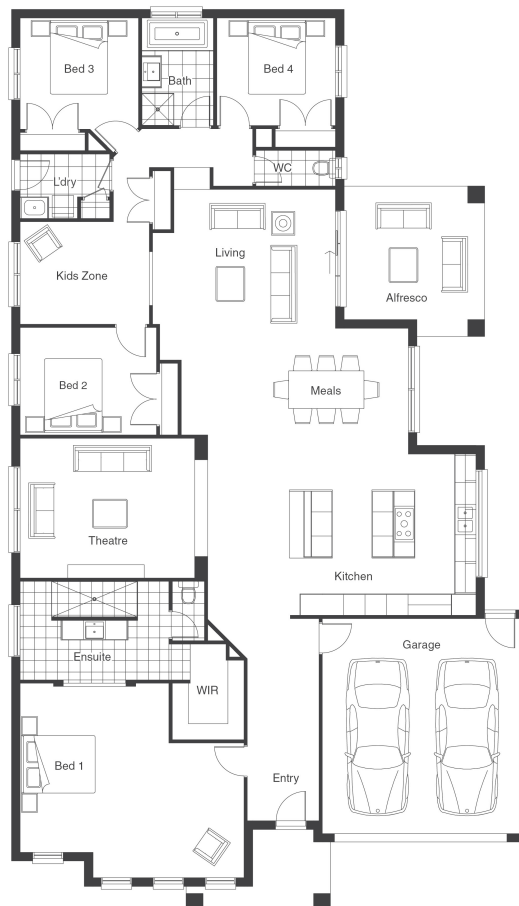 Bed 3
Bath
Bed 4
WC
L'dry
Living
Kids Zone
Alfresco
Bed 2
Meals
Theatre
Kitchen
Ensuite
Garage
WIR
Bed 1
Entry